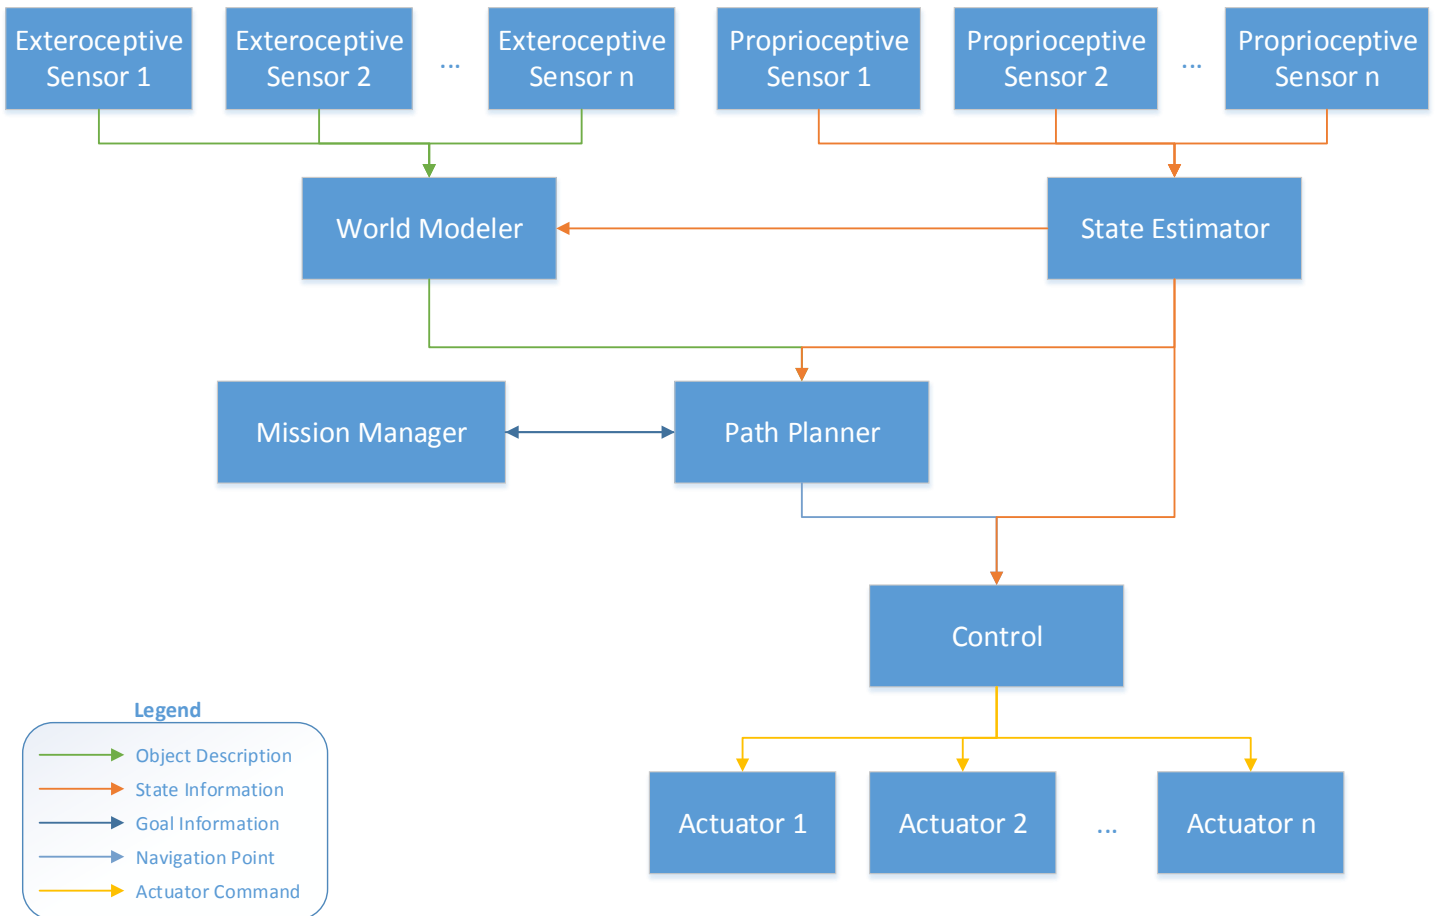 Exteroceptive
Sensor 1
Exteroceptive
Sensor 2
...
Exteroceptive
Sensor n
Proprioceptive
Sensor 1
Proprioceptive
Sensor 2
...
Proprioceptive
Sensor n
World Modeler
State Estimator
Mission Manager
Path Planner
Control
Legend
Object Description
State Information
Goal Information
Navigation Point
Actuator Command
Actuator 1
Actuator 2
...
Actuator n